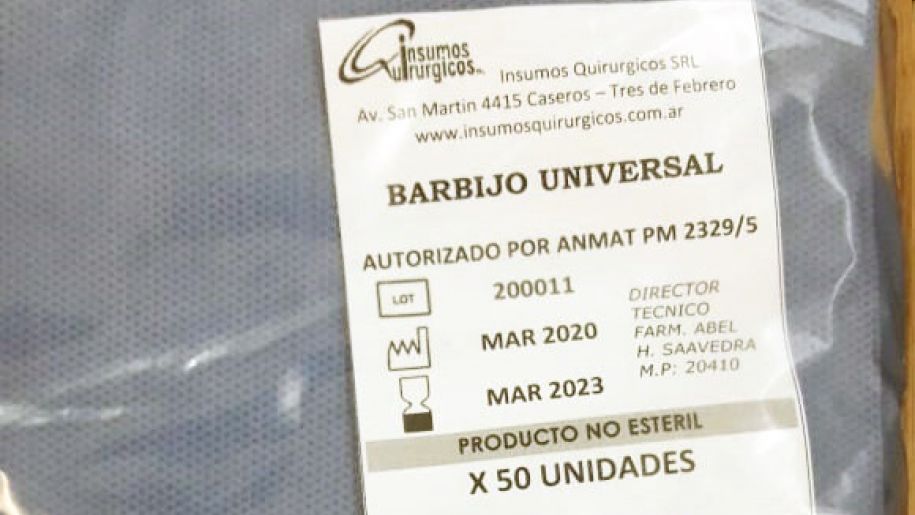 Insumos
Quirurgicos SRL
Insumos Quirurgicos SRL
Av. San Martin 4415 Caseros – Tres de Febrero
www.insumosquirurgicos.com.ar
BARBIJO UNIVERSAL
AUTORIZADO POR ANMAT PM 2329/5
LOT 200011
MAR 2020
MAR 2023
DIRECTOR
TECNICO
FARM. ABEL
H. SAAVEDRA
M.P: 20410
PRODUCTO NO ESTERIL
X 50 UNIDADES